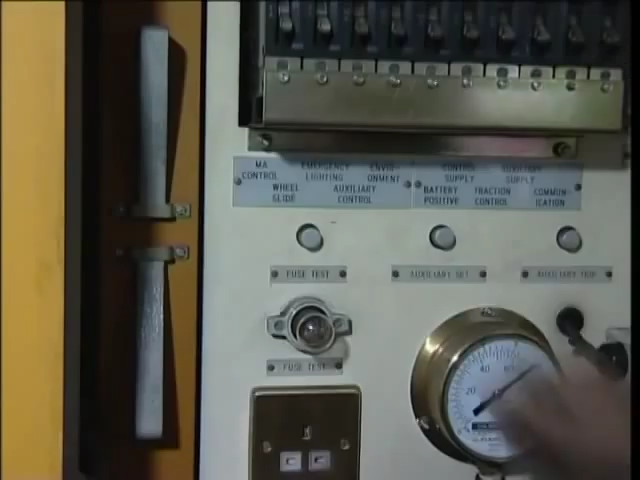 MA CONTROL
EMERGENCY LIGHTING
ENVIR-ONMENT
CONTROL SUPPLY
AUXILIARY SUPPLY
WHEEL SLIDE
AUXILIARY CONTROL
BATTERY POSITIVE
TRACTION CONTROL
COMMUN-ICATION
FUSE TEST
AUXILIARY SET
AUXILIARY TRIP
FUSE TEST
20
40
60